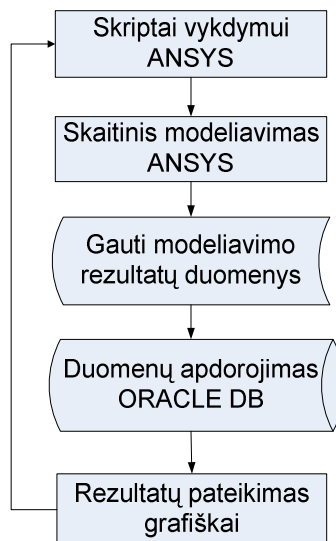 Skriptai vykdymui
ANSYS
Skaitinis modeliavimas
ANSYS
Gauti modeliavimo
rezultatų duomenys
Duomenų apdorojimas
ORACLE DB
Rezultatų pateikimas
grafiškai